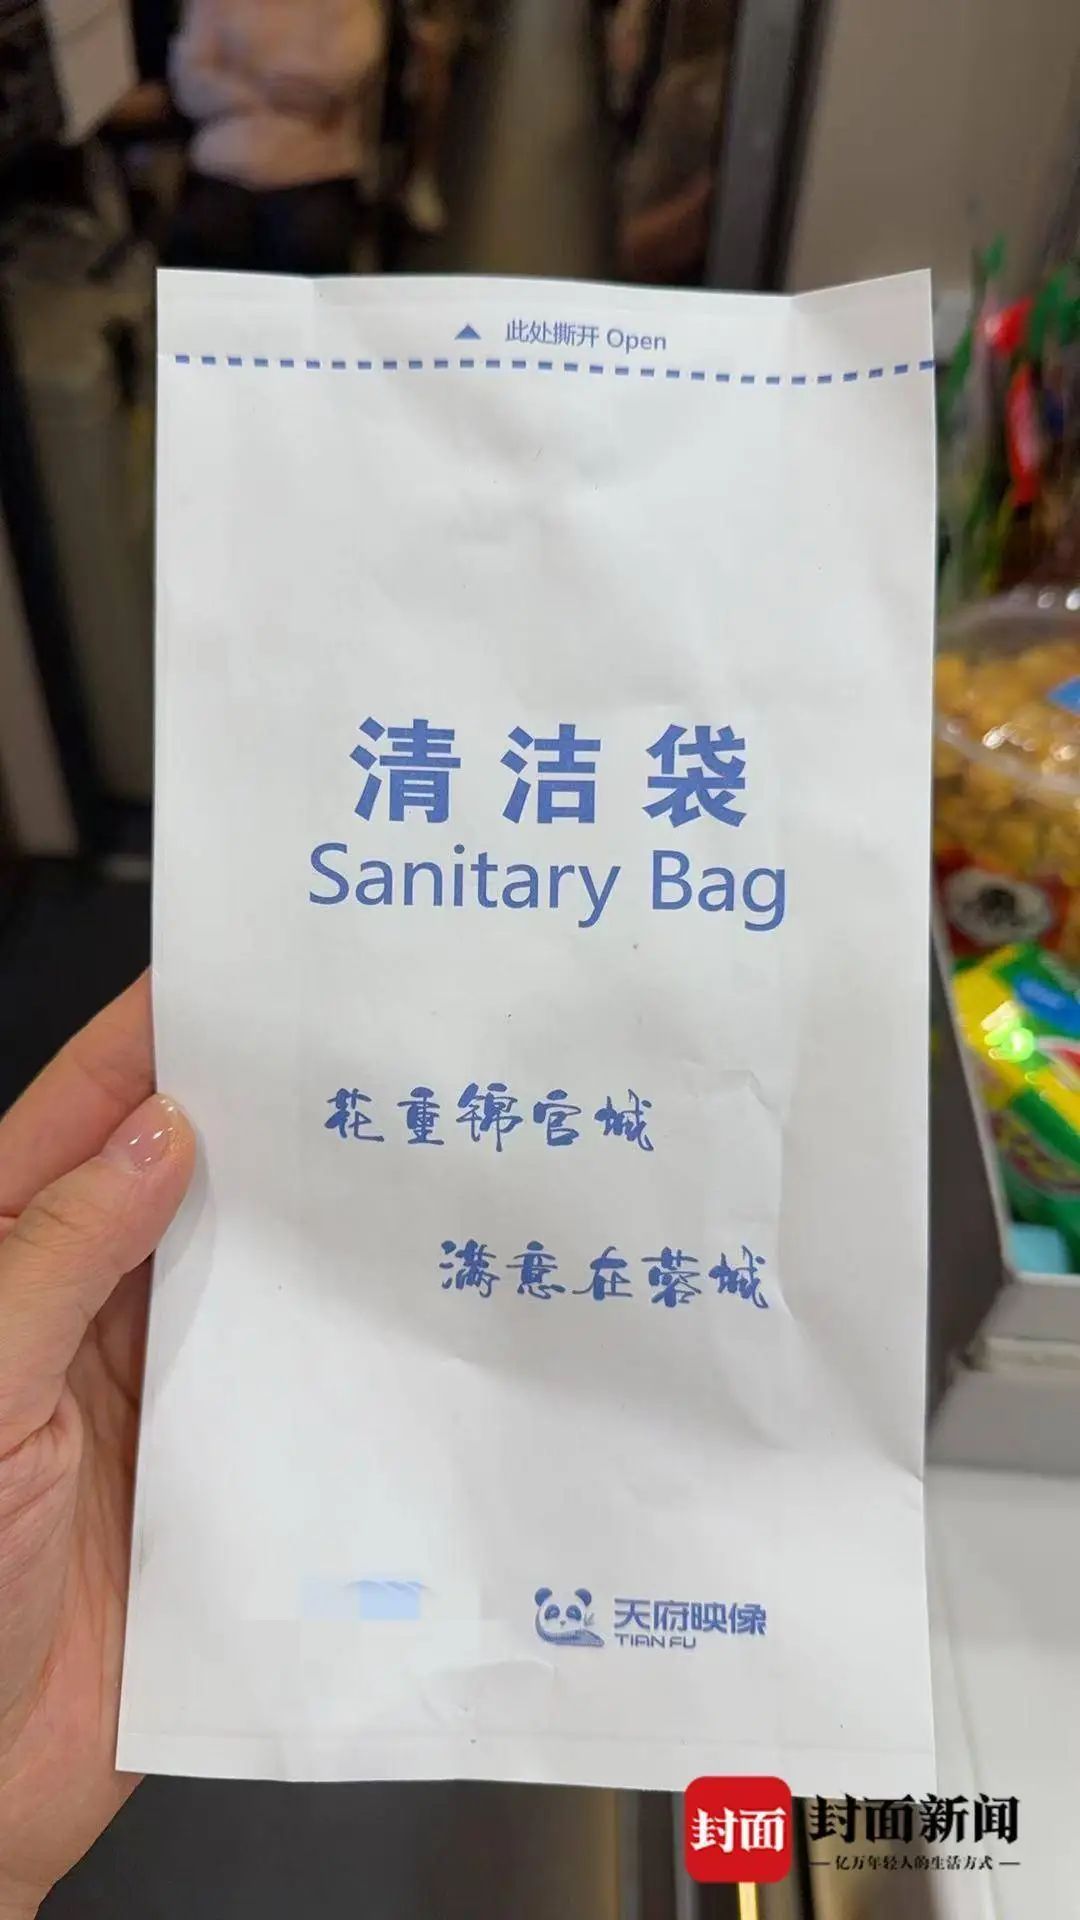 ▲ 此处撕开 Open
清洁袋
Sanitary Bag
花重锦官城
满意在蓉城
天府映像
TIAN FU
封面
封面新闻
亿万年轻人的生活方式